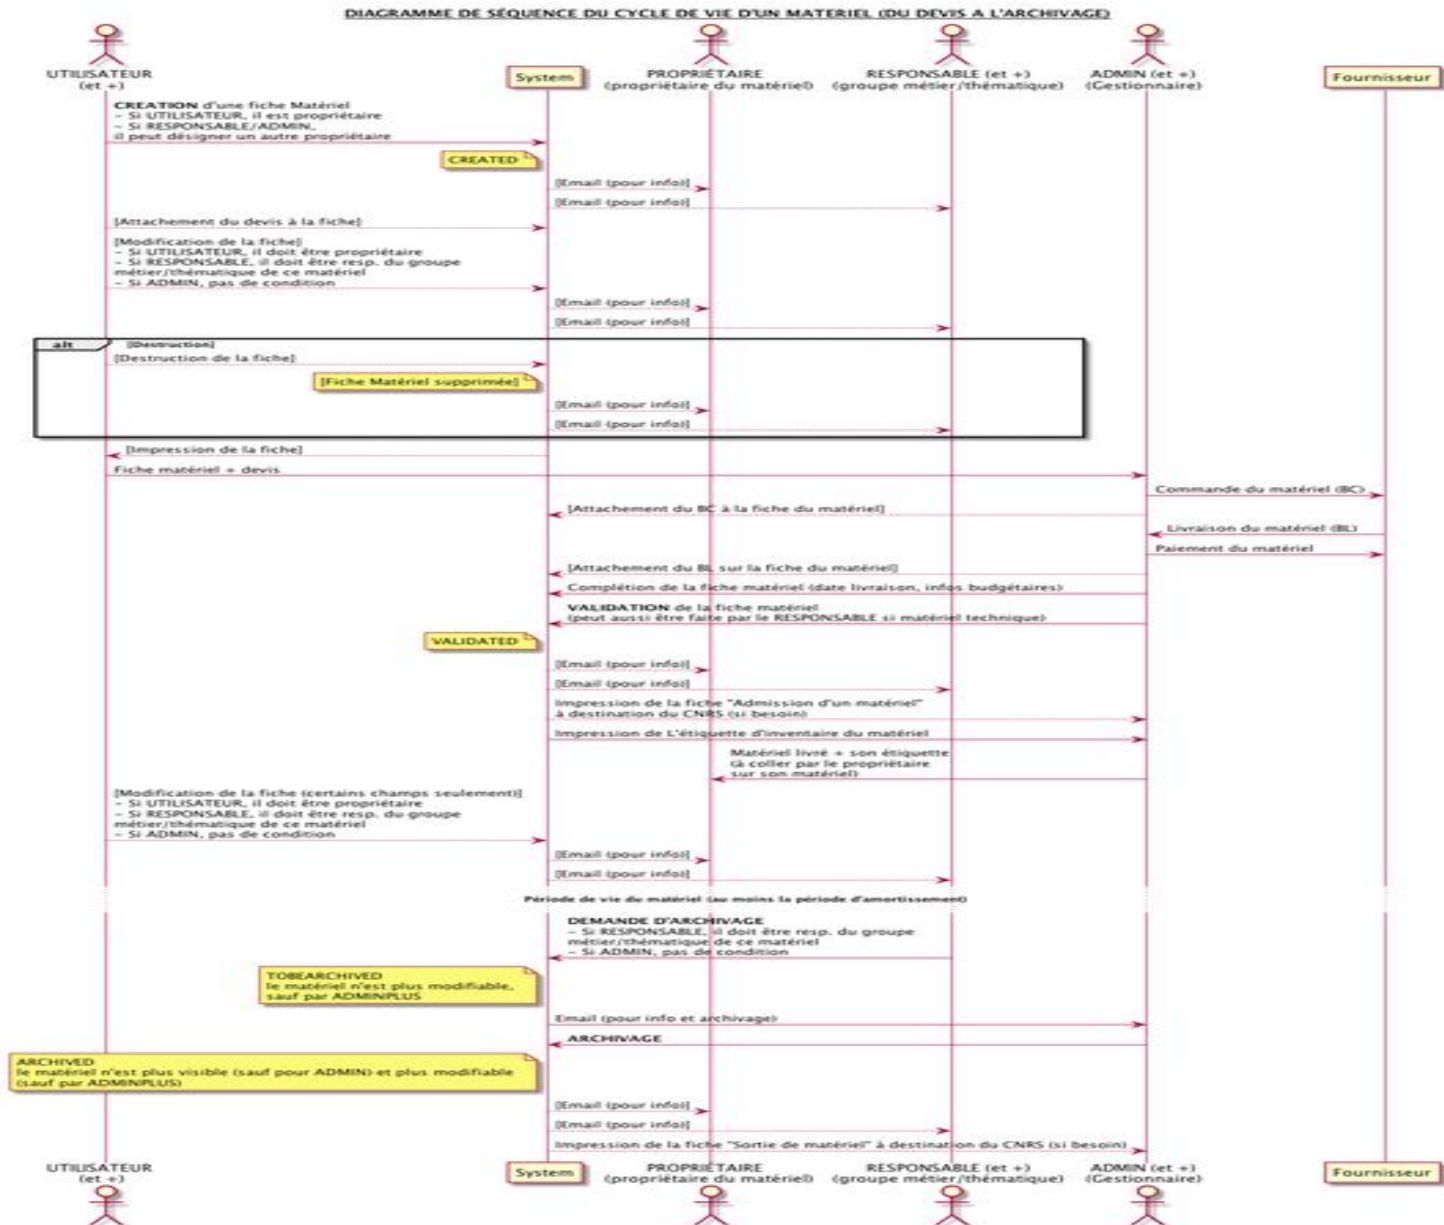 DIAGRAMME DE SÉQUENCE DU CYCLE DE VIE D'UN MATERIEL (DU DEVIS A L'ARCHIVAGE)
UTILISATEUR
(et +)
System
PROPRIÉTAIRE
(propriétaire du matériel)
RESPONSABLE (et +)
(groupe métier/thématique)
ADMIN (et +)
(Gestionnaire)
Fournisseur
CREATION d'une fiche Matériel
- Si UTILISATEUR, il est propriétaire
- Si RESPONSABLE/ADMIN,
il peut désigner un autre propriétaire
CREATED
[Email (pour info)]
[Email (pour info)]
[Attachement du devis à la fiche]
[Modification de la fiche]
- Si UTILISATEUR, il doit être propriétaire
- Si RESPONSABLE, il doit être resp. du groupe
métier/thématique de ce matériel
- Si ADMIN, pas de condition
[Email (pour info)]
[Email (pour info)]
alt
[Destruction]
[Destruction de la fiche]
[Fiche Matériel supprimée]
[Email (pour info)]
[Email (pour info)]
[Impression de la fiche]
Fiche matériel + devis
Commande du matériel (BC)
[Attachement du BC à la fiche du matériel]
Livraison du matériel (BL)
Paiement du matériel
[Attachement du BL sur la fiche du matériel]
Complétion de la fiche matériel (date livraison, infos budgétaires)
VALIDATION de la fiche matériel
(peut aussi être faite par le RESPONSABLE si matériel technique)
VALIDATED
[Email (pour info)]
[Email (pour info)]
Impression de la fiche "Admission d'un matériel"
à destination du CNRS (si besoin)
Impression de L'étiquette d'inventaire du matériel
Matériel livré + son étiquette
(à coller par le propriétaire
sur son matériel)
[Modification de la fiche (certains champs seulement)]
- Si UTILISATEUR, il doit être propriétaire
- Si RESPONSABLE, il doit être resp. du groupe
métier/thématique de ce matériel
- Si ADMIN, pas de condition
[Email (pour info)]
[Email (pour info)]
Période de vie du matériel (au moins la période d'amortissement)
DEMANDE D'ARCHIVAGE
- Si RESPONSABLE, il doit être resp. du groupe
métier/thématique de ce matériel
- Si ADMIN, pas de condition
TOBEARCHIVED
le matériel n'est plus modifiable,
sauf par ADMINPLUS
Email (pour info et archivage)
ARCHIVAGE
ARCHIVED
le matériel n'est plus visible (sauf pour ADMIN) et plus modifiable
(sauf par ADMINPLUS)
[Email (pour info)]
[Email (pour info)]
Impression de la fiche "Sortie de matériel" à destination du CNRS (si besoin)
UTILISATEUR
(et +)
System
PROPRIÉTAIRE
(propriétaire du matériel)
RESPONSABLE (et +)
(groupe métier/thématique)
ADMIN (et +)
(Gestionnaire)
Fournisseur